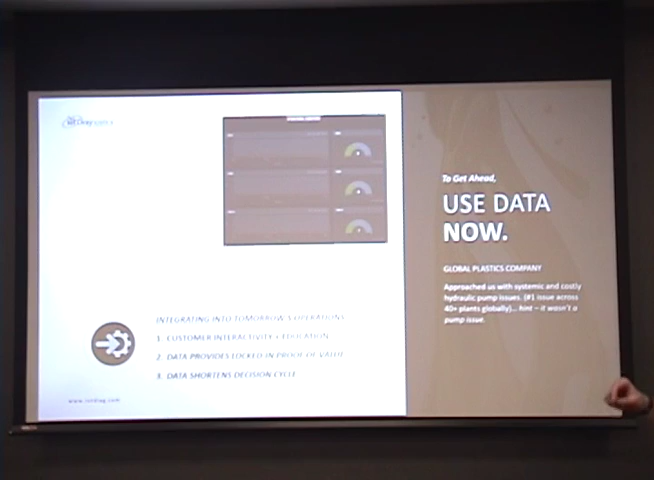 INTEGRATING INTO TOMORROW'S OPERATIONS
1. CUSTOMER INTERACTIVITY
2. DATA PROVIDES LOCKED IN PROOF OF VALUE
3. DATA SHORTENS DECISION CYCLE
To Get Ahead,
USE DATA
NOW.
GLOBAL PLASTICS COMPANY
Approached us with systemic and costly
hydraulic pump issues. (#1 issue across
40+ plants globally)... hint – it wasn't a
pump issue.